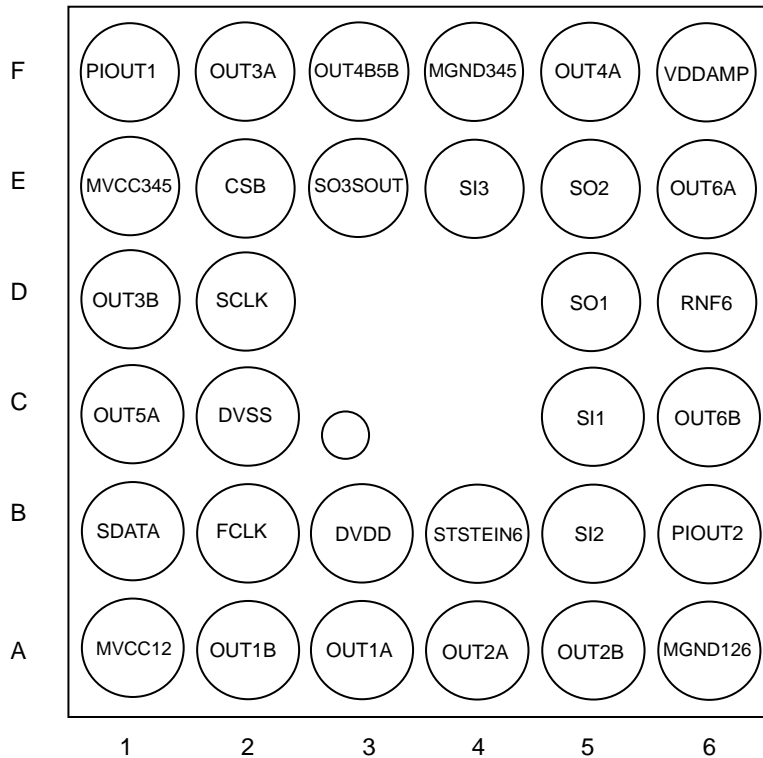 F PIOUT1 OUT3A OUT4B5B MGND345 OUT4A VDDAMP
E MVCC345 CSB SO3SOUT SI3 SO2 OUT6A
D OUT3B SCLK SO1 RNF6
C OUT5A DVSS SI1 OUT6B
B SDATA FCLK DVDD STSTEIN6 SI2 PIOUT2
A MVCC12 OUT1B OUT1A OUT2A OUT2B MGND126
1 2 3 4 5 6